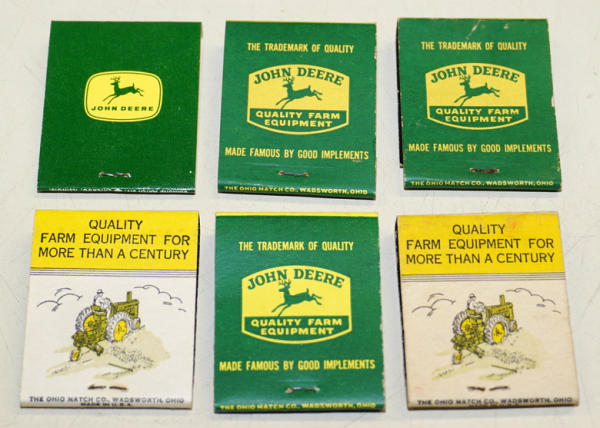 JOHN DEERE
THE TRADEMARK OF QUALITY
JOHN DEERE
QUALITY FARM
EQUIPMENT
MADE FAMOUS BY GOOD IMPLEMENTS
THE OHIO MATCH CO., WADSWORTH, OHIO
THE TRADEMARK OF QUALITY
JOHN DEERE
QUALITY FARM
EQUIPMENT
MADE FAMOUS BY GOOD IMPLEMENTS
THE OHIO MATCH CO., WADSWORTH, OHIO
QUALITY
FARM EQUIPMENT FOR
MORE THAN A CENTURY
THE OHIO MATCH CO., WADSWORTH, OHIO
MADE IN U.S.A.
THE TRADEMARK OF QUALITY
JOHN DEERE
QUALITY FARM
EQUIPMENT
MADE FAMOUS BY GOOD IMPLEMENTS
THE OHIO MATCH CO., WADSWORTH, OHIO
QUALITY
FARM EQUIPMENT FOR
MORE THAN A CENTURY
THE OHIO MATCH CO., WADSWORTH, OHIO